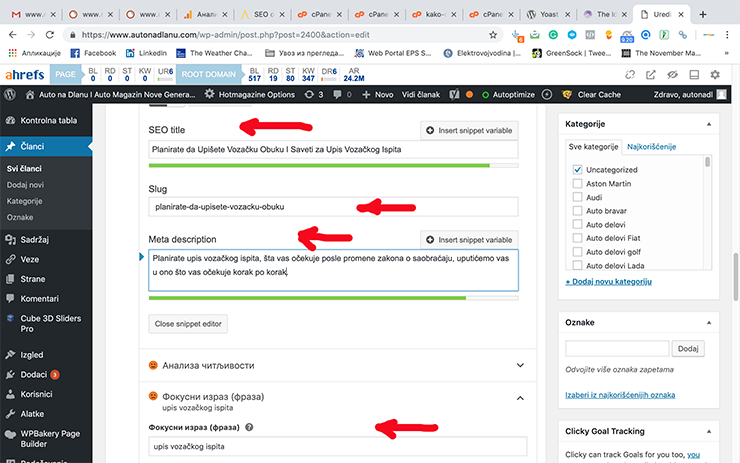 www.
www.
www.
Анали
SEO
cPane
cPane
kako-
cPane
Yoast
The Ic
Uredi
https://www.autonadlanu.com/wp-admin/post.php?post=2400&action=edit
Апликације Facebook LinkedIn The Weather Cha... Увоз из прегледа... Web Portal EPS S... Elektrovojvodina |... GreenSock | Twee... The November Ma...
ahrefs PAGE BL 0 RD 0 ST 0 KW 0 UR6 ROOT DOMAIN BL 517 RD 19 ST 80 KW 347 DR6 AR 24.2M
Auto na Dlanu I Auto Magazin Nove Genera... Hotmagazine Options 3 0 Novo Vidi članak Autoptimize Clear Cache Zdravo, autonadl
Kontrolna tabla
Članci
Svi članci
Dodaj novi
Kategorije
Oznake
Sadržaj
Veze
Strane
Komentari
Cube 3D Sliders
Pro
Izgled
Dodaci 3
Korisnici
Alatke
WPBakery Page
Builder
SEO title
Insert snippet variable
Planirate da Upišete Vozačku Obuku I Saveti za Upis Vozačkog Ispita
Slug
planirate-da-upisete-vozacku-obuku
Meta description
Insert snippet variable
Planirate upis vozačkog ispita, šta vas očekuje posle promene zakona o saobraćaju, uputićemo vas
u ono što vas očekuje korak po korak
Close snippet editor
Анализа читљивости
Фокусни израз (фраза)
upis vozačkog ispita
Фокусни израз (фраза)
upis vozačkog ispita
Kategorije
Sve kategorije Najkorišćenije
Uncategorized
Aston Martin
Audi
Auto bravar
Auto delovi
Auto delovi Fiat
Auto delovi golf
Auto delovi Lada
+ Dodaj novu kategoriju
Oznake
Dodaj
Odvojite više oznaka zapetama
Izaberi iz najkorišćenijih oznaka
Clicky Goal Tracking
Clicky can track Goals for you too, you